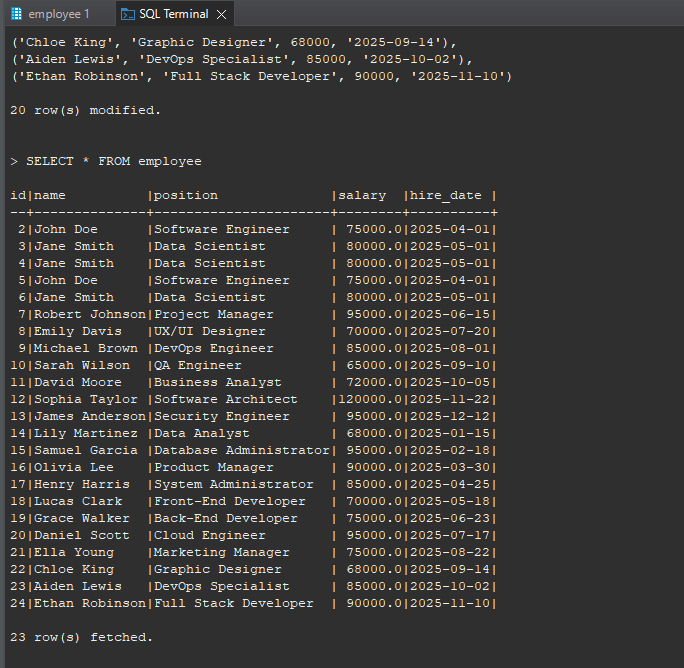 employee 1 SQL Terminal
('Chloe King', 'Graphic Designer', 68000, '2025-09-14'),
('Aiden Lewis', 'DevOps Specialist', 85000, '2025-10-02'),
('Ethan Robinson', 'Full Stack Developer', 90000, '2025-11-10')
20 row(s) modified.
> SELECT * FROM employee
id|name           |position              |salary  |hire_date |
--+---------------+----------------------+--------+----------+
 2|John Doe       |Software Engineer     | 75000.0|2025-04-01|
 3|Jane Smith     |Data Scientist        | 80000.0|2025-05-01|
 4|Jane Smith     |Data Scientist        | 80000.0|2025-05-01|
 5|John Doe       |Software Engineer     | 75000.0|2025-04-01|
 6|Jane Smith     |Data Scientist        | 80000.0|2025-05-01|
 7|Robert Johnson|Project Manager       | 95000.0|2025-06-15|
 8|Emily Davis    |UX/UI Designer        | 70000.0|2025-07-20|
 9|Michael Brown  |DevOps Engineer       | 85000.0|2025-08-01|
10|Sarah Wilson   |QA Engineer           | 65000.0|2025-09-10|
11|David Moore    |Business Analyst      | 72000.0|2025-10-05|
12|Sophia Taylor  |Software Architect    |120000.0|2025-11-22|
13|James Anderson|Security Engineer     | 95000.0|2025-12-12|
14|Lily Martinez  |Data Analyst          | 68000.0|2025-01-15|
15|Samuel Garcia  |Database Administrator| 95000.0|2025-02-18|
16|Olivia Lee     |Product Manager       | 90000.0|2025-03-30|
17|Henry Harris   |System Administrator  | 85000.0|2025-04-25|
18|Lucas Clark    |Front-End Developer   | 70000.0|2025-05-18|
19|Grace Walker   |Back-End Developer    | 75000.0|2025-06-23|
20|Daniel Scott   |Cloud Engineer        | 95000.0|2025-07-17|
21|Ella Young     |Marketing Manager     | 75000.0|2025-08-22|
22|Chloe King     |Graphic Designer      | 68000.0|2025-09-14|
23|Aiden Lewis    |DevOps Specialist     | 85000.0|2025-10-02|
24|Ethan Robinson|Full Stack Developer  | 90000.0|2025-11-10|
23 row(s) fetched.